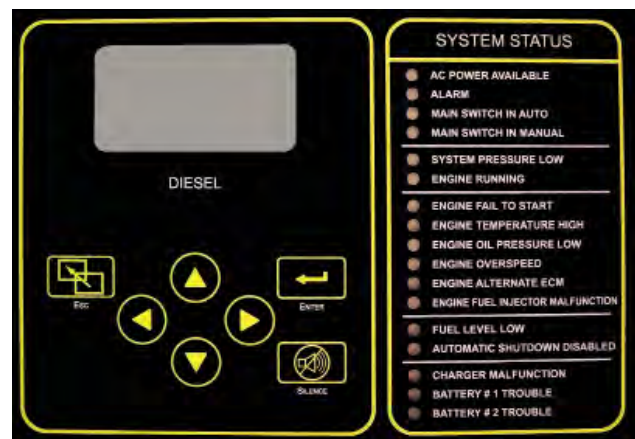 SYSTEM STATUS
AC POWER AVAILABLE
ALARM
MAIN SWITCH IN AUTO
MAIN SWITCH IN MANUAL
SYSTEM PRESSURE LOW
ENGINE RUNNING
ENGINE FAIL TO START
ENGINE TEMPERATURE HIGH
ENGINE OIL PRESSURE LOW
ENGINE OVERSPEED
ENGINE ALTERNATE ECM
ENGINE FUEL INJECTOR MALFUNCTION
FUEL LEVEL LOW
AUTOMATIC SHUTDOWN DISABLED
CHARGER MALFUNCTION
BATTERY # 1 TROUBLE
BATTERY # 2 TROUBLE
DIESEL
ESC
ENTER
SILENCE